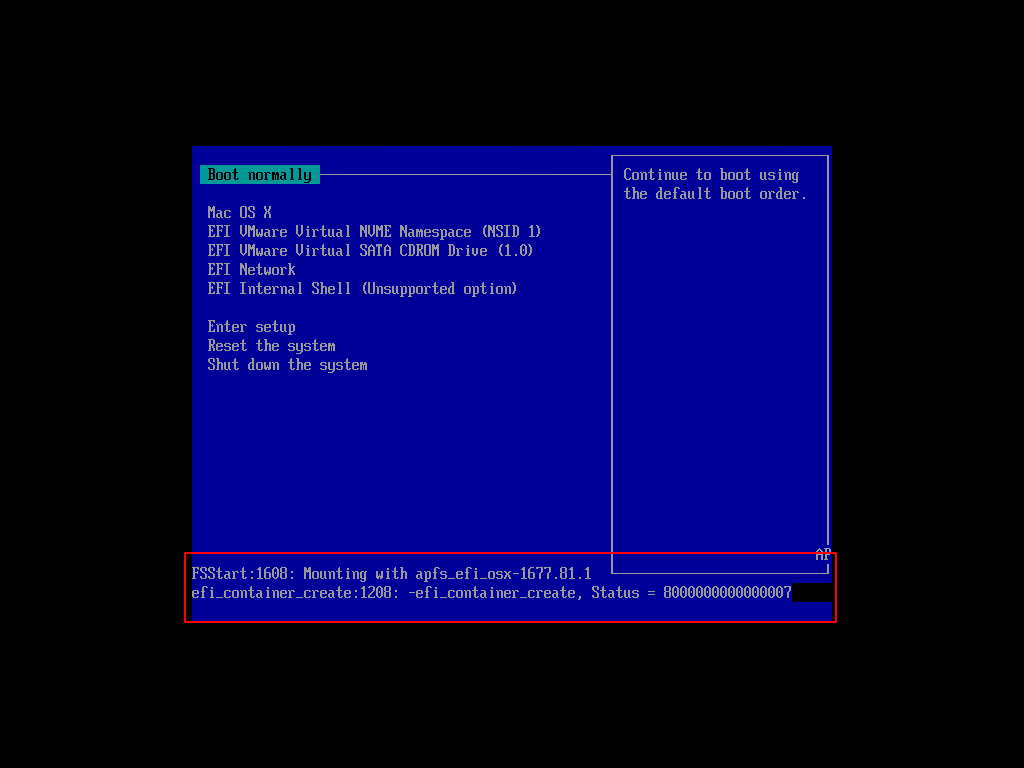 Boot normally
Mac OS X
EFI VMware Virtual NVME Namespace (NSID 1)
EFI VMware Virtual SATA CDROM Drive (1.0)
EFI Network
EFI Internal Shell (Unsupported option)
Enter setup
Reset the system
Shut down the system
Continue to boot using
the default boot order.
AP
FSStart:1608: Mounting with apfs_efi_osx-1677.81.1
efi_container_create:1208: -efi_container_create, Status = 8000000000000007